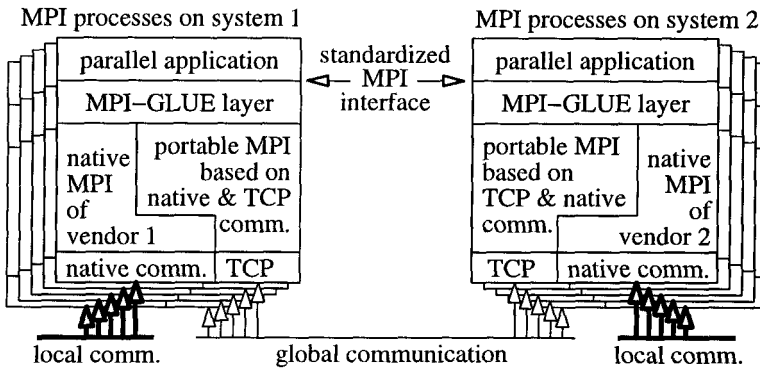 MPI processes on system 1
MPI processes on system 2
parallel application
standardized
MPI
interface
parallel application
MPI–GLUE layer
MPI–GLUE layer
native
MPI
of
vendor 1
portable MPI
based on
native & TCP
comm.
portable MPI
based on
TCP & native
comm.
native
MPI
of
vendor 2
native comm.
TCP
TCP
native comm.
local comm.
global communication
local comm.